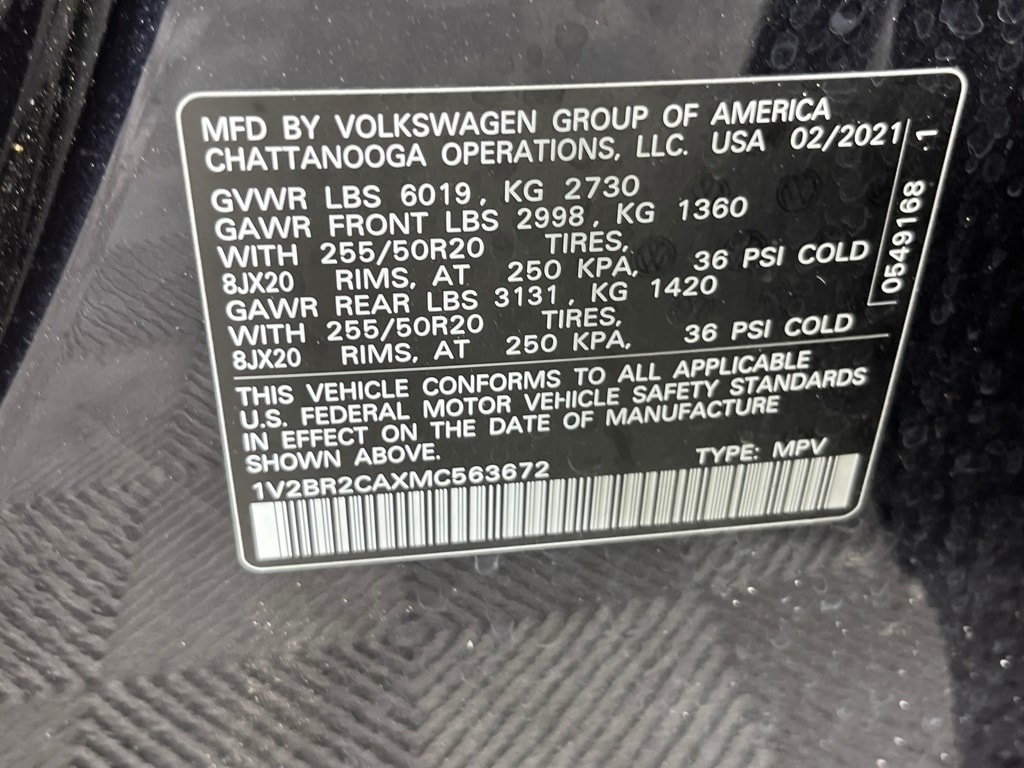 MFD BY VOLKSWAGEN GROUP OF AMERICA
CHATTANOOGA OPERATIONS, LLC. USA 02/2021
GVWR LBS 6019, KG 2730
GAWR FRONT LBS 2998, KG 1360
WITH 255/50R20 TIRES,
8JX20 RIMS, AT 250 KPA, 36 PSI COLD
GAWR REAR LBS 3131, KG 1420
WITH 255/50R20 TIRES,
8JX20 RIMS, AT 250 KPA, 36 PSI COLD
THIS VEHICLE CONFORMS TO ALL APPLICABLE
U.S. FEDERAL MOTOR VEHICLE SAFETY STANDARDS
IN EFFECT ON THE DATE OF MANUFACTURE
SHOWN ABOVE.
TYPE: MPV
1V2BR2CAXMC563672
0549168 1